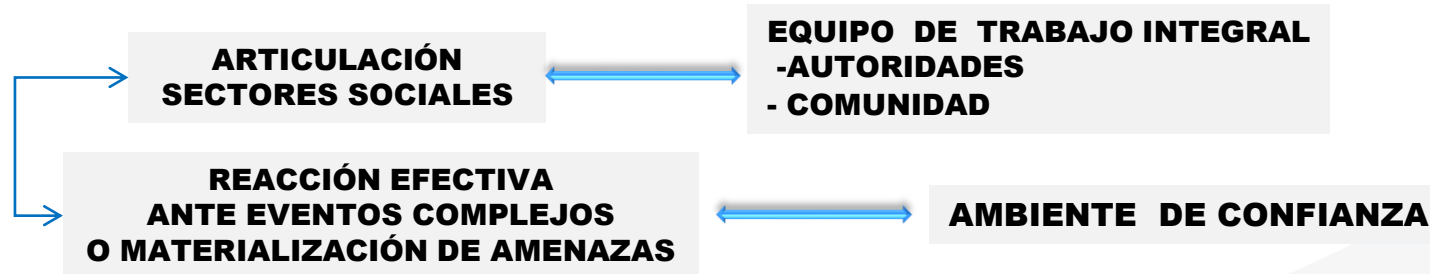 ARTICULACIÓN
SECTORES SOCIALES
EQUIPO DE TRABAJO INTEGRAL
-AUTORIDADES
- COMUNIDAD
REACCIÓN EFECTIVA
ANTE EVENTOS COMPLEJOS
O MATERIALIZACIÓN DE AMENAZAS
AMBIENTE DE CONFIANZA